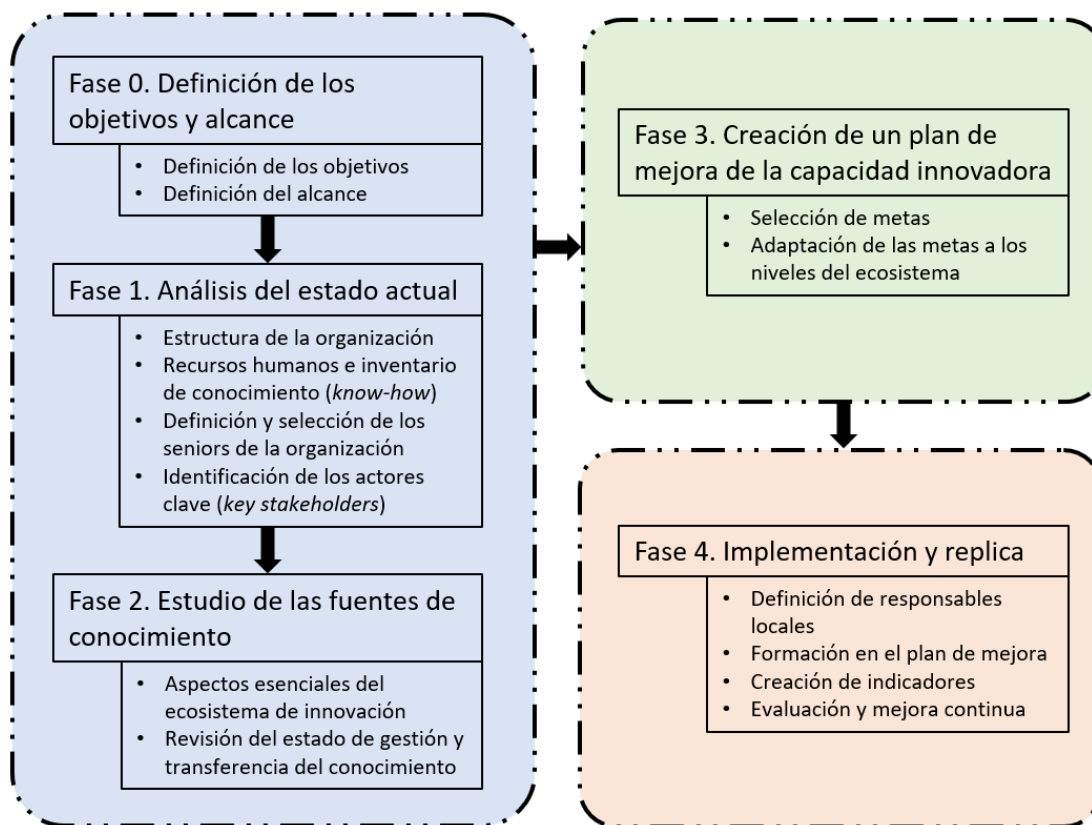 Fase 0. Definición de los
objetivos y alcance
• Definición de los objetivos
• Definición del alcance
Fase 1. Análisis del estado actual
• Estructura de la organización
• Recursos humanos e inventario
de conocimiento (know-how)
• Definición y selección de los
seniors de la organización
• Identificación de los actores
clave (key stakeholders)
Fase 2. Estudio de las fuentes de
conocimiento
• Aspectos esenciales del
ecosistema de innovación
• Revisión del estado de gestión y
transferencia del conocimiento
Fase 3. Creación de un plan de
mejora de la capacidad innovadora
• Selección de metas
• Adaptación de las metas a los
niveles del ecosistema
Fase 4. Implementación y replica
• Definición de responsables
locales
• Formación en el plan de mejora
• Creación de indicadores
• Evaluación y mejora continua